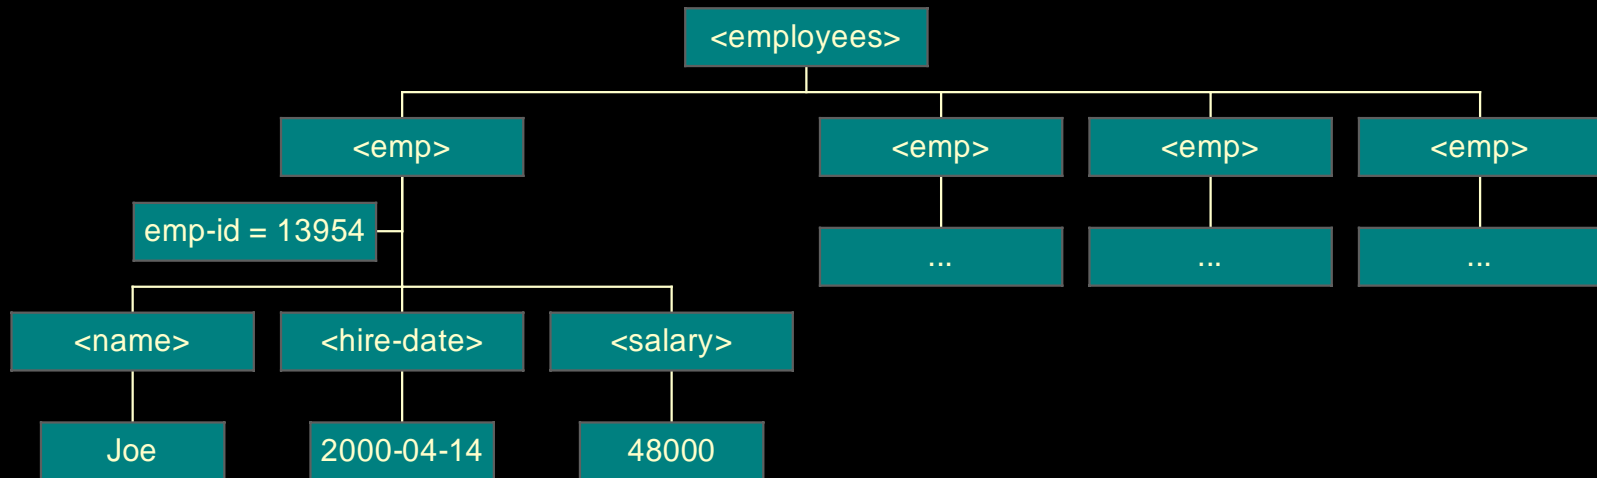 <employees>
<emp>
<emp>
<emp>
<emp>
emp-id = 13954
...
...
...
<name>
<hire-date>
<salary>
Joe
2000-04-14
48000